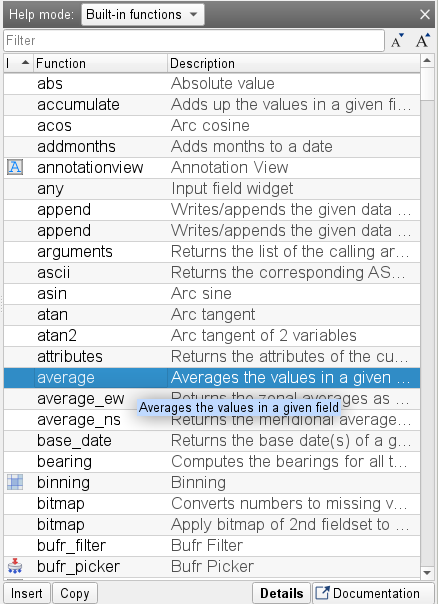 Help mode: Built-in functions
Filter
I Function Description
abs Absolute value
accumulate Adds up the values in a given fi...
acos Arc cosine
addmonths Adds months to a date
annotationview Annotation View
any Input field widget
append Writes/appends the given data ...
append Writes/appends the given data ...
arguments Returns the list of the calling ar...
ascii Returns the corresponding AS...
asin Arc sine
atan Arc tangent
atan2 Arc tangent of 2 variables
attributes Returns the attributes of the cu...
average Averages the values in a given ...
average_ew Returns the zonal averages as ...
Averages the values in a given field
average_ns Returns the meridional average...
base_date Returns the base date(s) of a g...
bearing Computes the bearings for all t...
binning Binning
bitmap Converts numbers to missing v...
bitmap Apply bitmap of 2nd fieldset to ...
bufr_filter Bufr Filter
bufr_picker Bufr Picker
Insert Copy Details Documentation